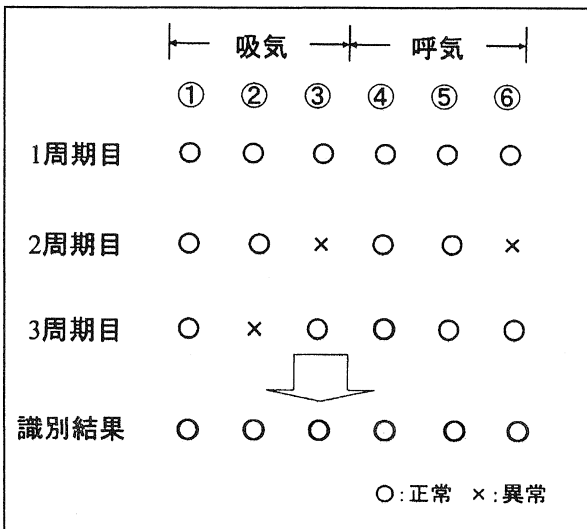 吸気 呼気
① ② ③ ④ ⑤ ⑥
1周期目 ○ ○ ○ ○ ○ ○
2周期目 ○ ○ × ○ ○ ×
3周期目 ○ × ○ ○ ○ ○
識別結果 ○ ○ ○ ○ ○ ○
○:正常 ×:異常